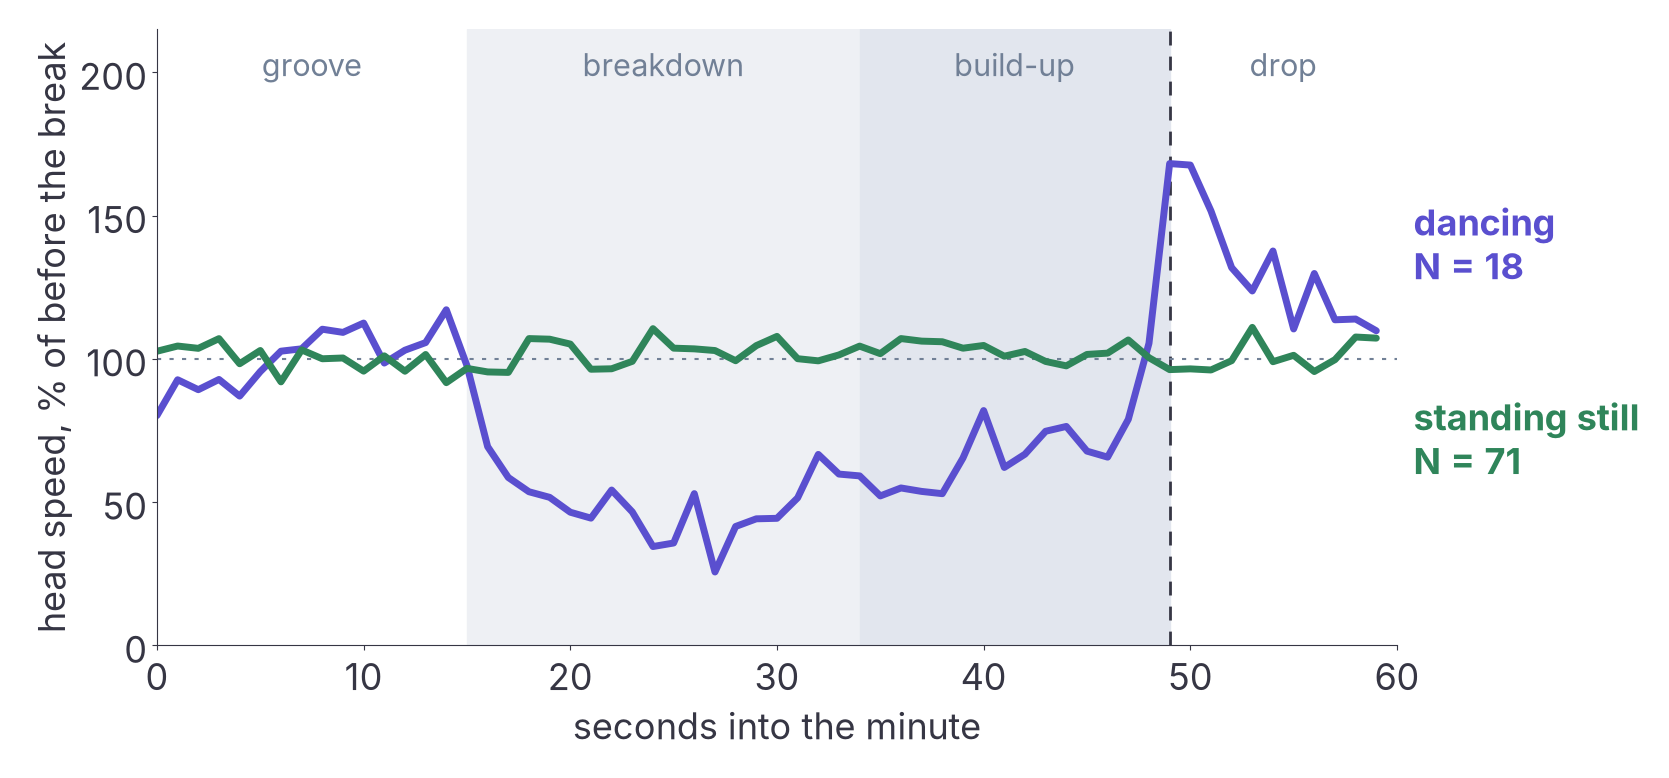 head speed, % of before the break
200
150
100
50
0
groove
breakdown
build-up
drop
dancing
N = 18
standing still
N = 71
0
10
20
30
40
50
60
seconds into the minute